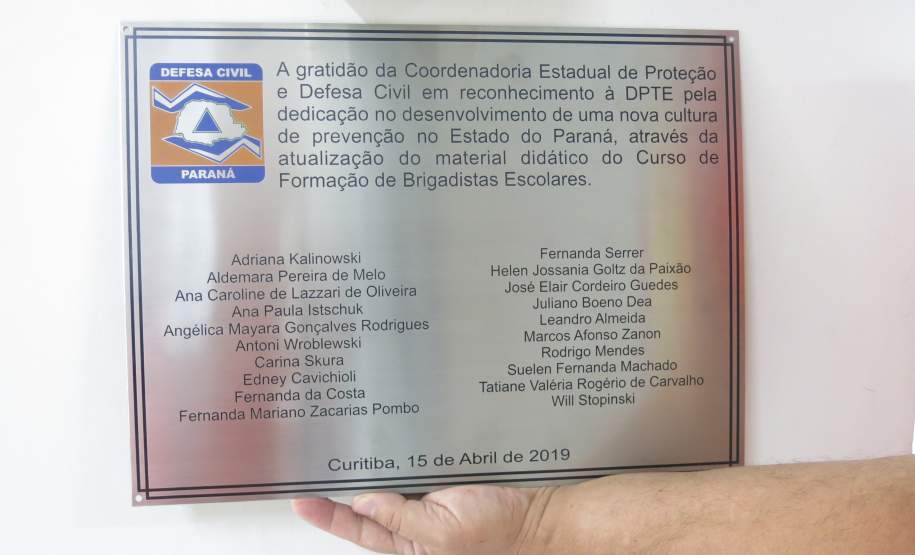 DEFESA CIVIL
PARANÁ
A gratidão da Coordenadoria Estadual de Proteção
e Defesa Civil em reconhecimento à DPTE pela
dedicação no desenvolvimento de uma nova cultura
de prevenção no Estado do Paraná, através da
atualização do material didático do Curso de
Formação de Brigadistas Escolares.
Adriana Kalinowski
Aldemara Pereira de Melo
Ana Caroline de Lazzari de Oliveira
Ana Paula Istschuk
Angélica Mayara Gonçalves Rodrigues
Antoni Wroblewski
Carina Skura
Edney Cavichioli
Fernanda da Costa
Fernanda Mariano Zacarias Pombo
Fernanda Serrer
Helen Jossania Goltz da Paixão
José Elair Cordeiro Guedes
Juliano Boeno Dea
Leandro Almeida
Marcos Afonso Zanon
Rodrigo Mendes
Suelen Fernanda Machado
Tatiane Valéria Rogério de Carvalho
Will Stopinski
Curitiba, 15 de Abril de 2019